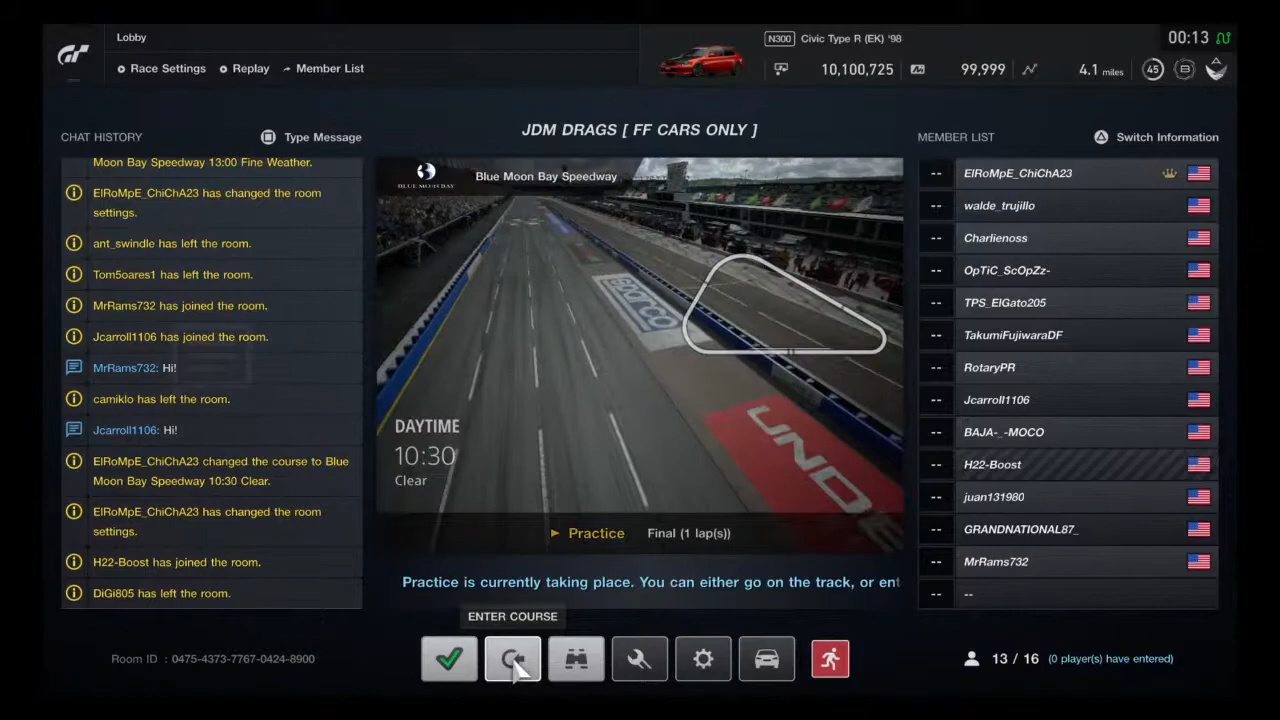 Lobby
Race Settings
Replay
Member List
N300
Civic Type R (EK) '98
10,100,725
99,999
4.1 miles
00:13
45
B
CHAT HISTORY
Type Message
JDM DRAGS [ FF CARS ONLY ]
MEMBER LIST
Switch Information
Moon Bay Speedway 13:00 Fine Weather.
ElRoMpE_ChiChA23 has changed the room
settings.
ant_swindle has left the room.
Tom5oares1 has left the room.
MrRams732 has joined the room.
Jcarroll1106 has joined the room.
MrRams732: Hi!
camiklo has left the room.
Jcarroll1106: Hi!
ElRoMpE_ChiChA23 changed the course to Blue
Moon Bay Speedway 10:30 Clear.
ElRoMpE_ChiChA23 has changed the room
settings.
H22-Boost has joined the room.
DiGi805 has left the room.
BLUE MOON BAY
Blue Moon Bay Speedway
sparco
UNDE
DAYTIME
10:30
Clear
Practice
Final (1 lap(s))
Practice is currently taking place. You can either go on the track, or ent
ElRoMpE_ChiChA23
walde_trujillo
Charlienoss
OpTiC_ScOpZz-
TPS_ElGato205
TakumiFujiwaraDF
RotaryPR
Jcarroll1106
BAJA-_-MOCO
H22-Boost
juan131980
GRANDNATIONAL87_
MrRams732
--
ENTER COURSE
Room ID : 0475-4373-7767-0424-8900
13 / 16
(0 player(s) have entered)